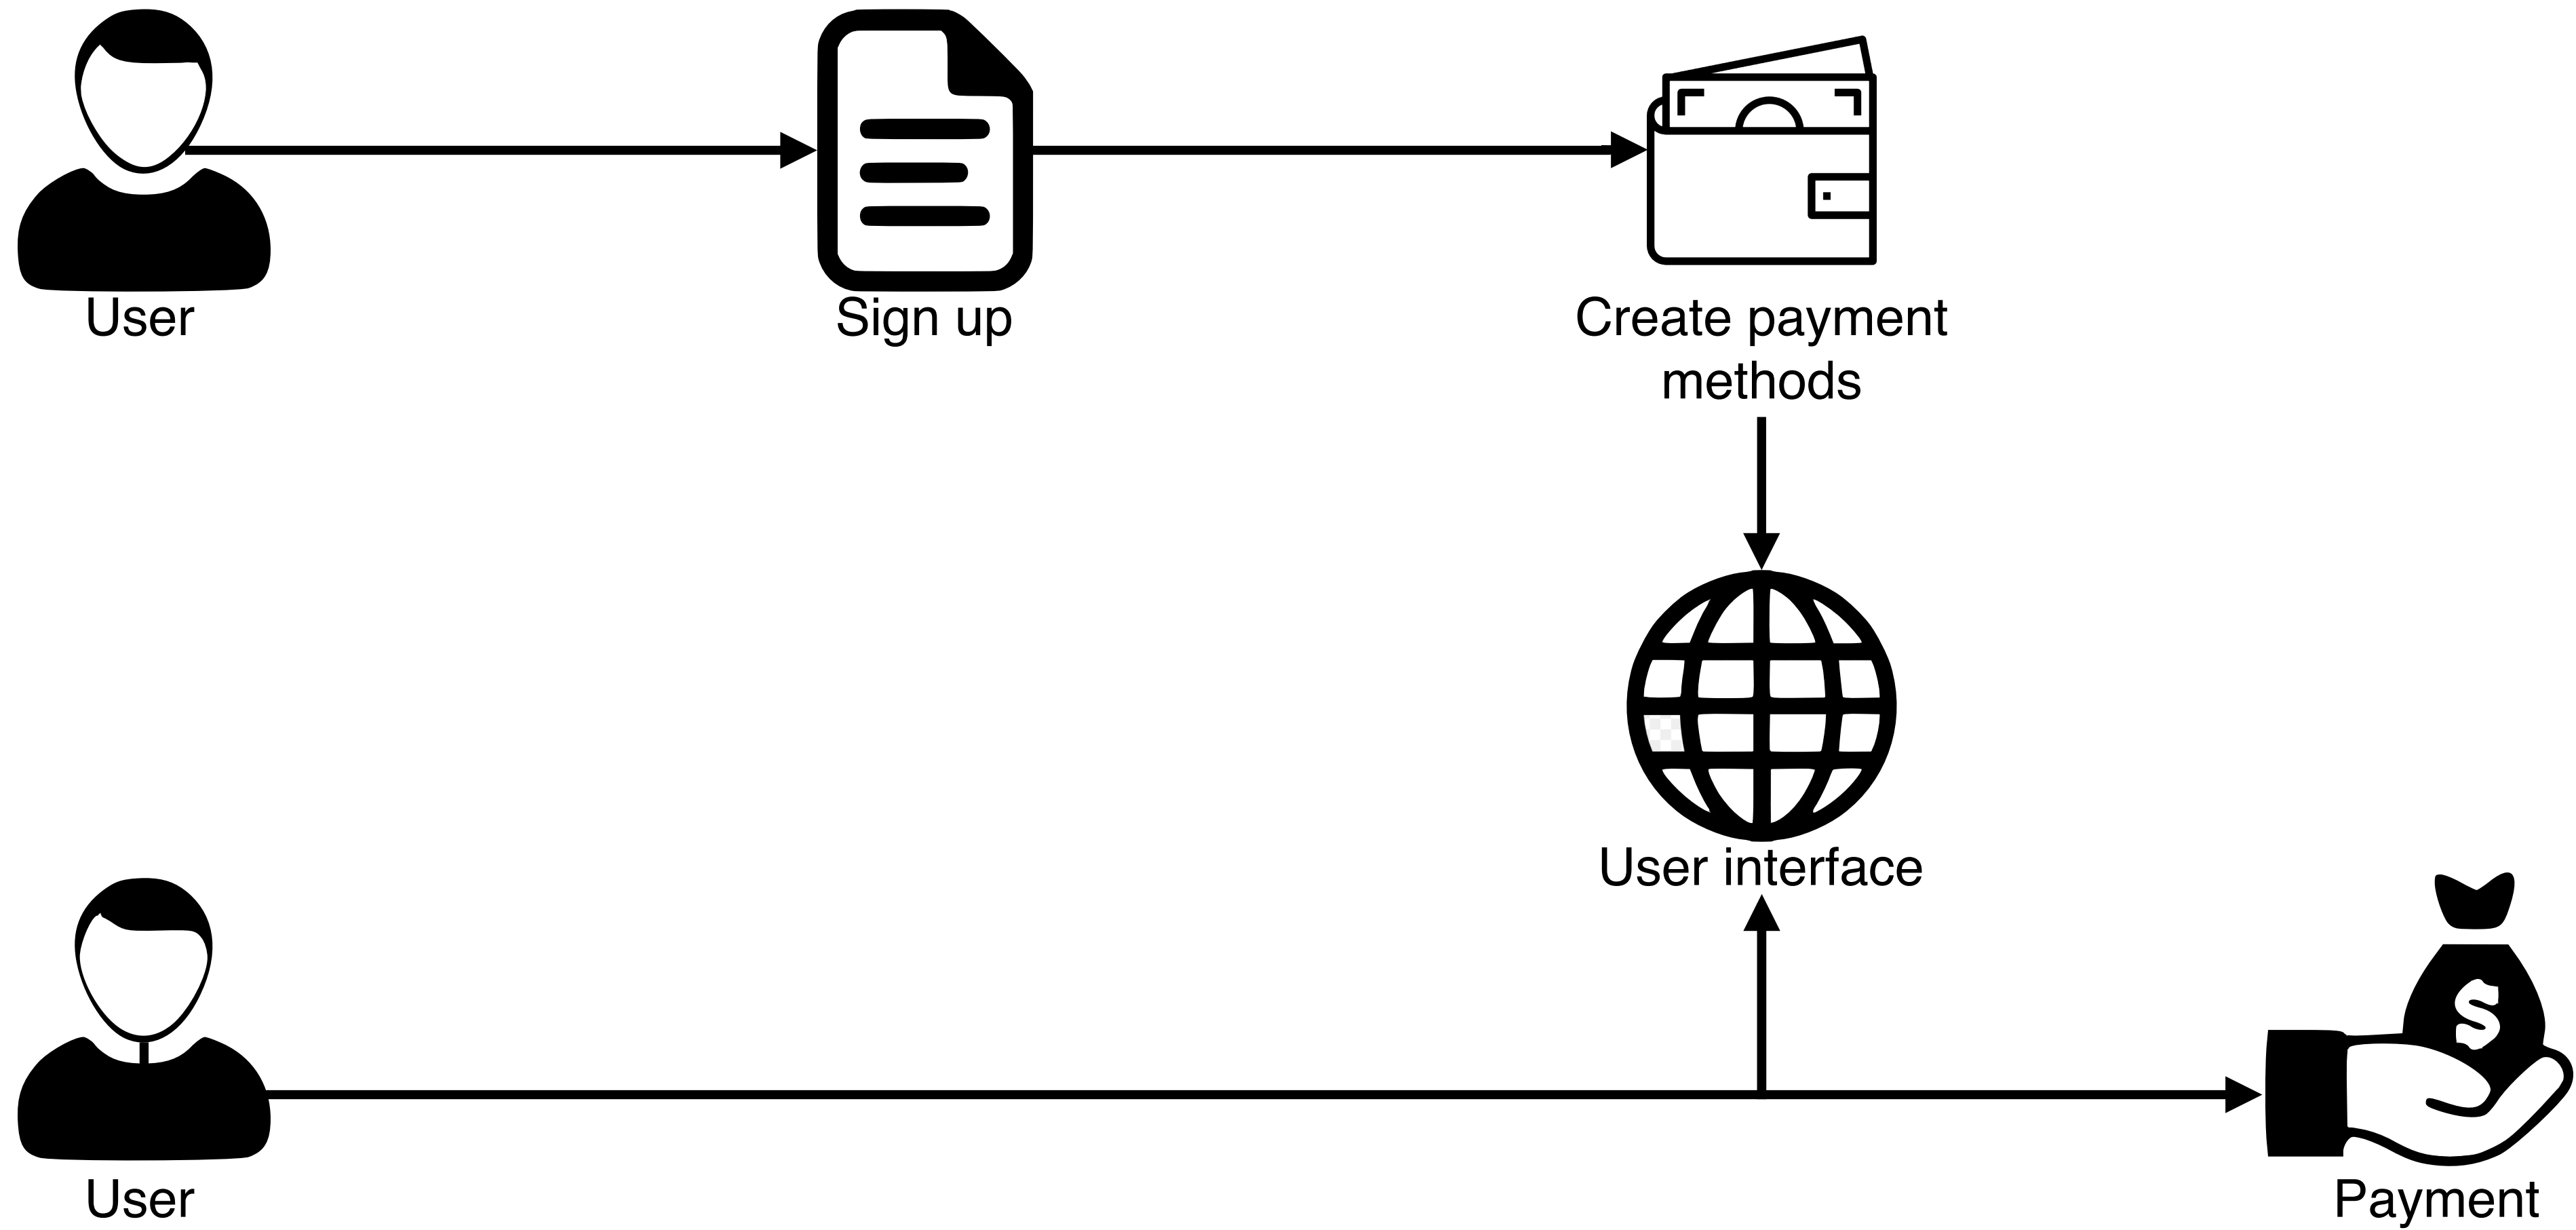 User
Sign up
Create payment
methods
User interface
User
Payment